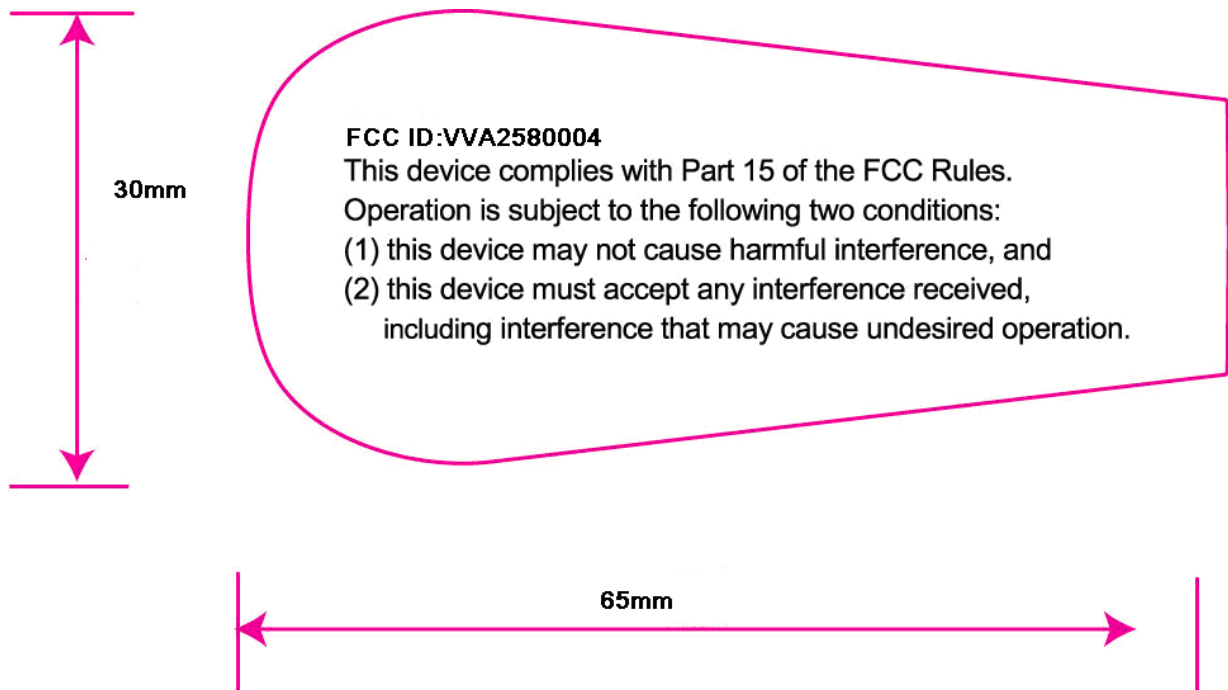 FCC ID:VVA2580004
This device complies with Part 15 of the FCC Rules.
30mm
Operation is subject to the following two conditions:
(1) this device may not cause harmful interference, and
(2) this device must accept any interference received,
including interference that may cause undesired operation.
65mm